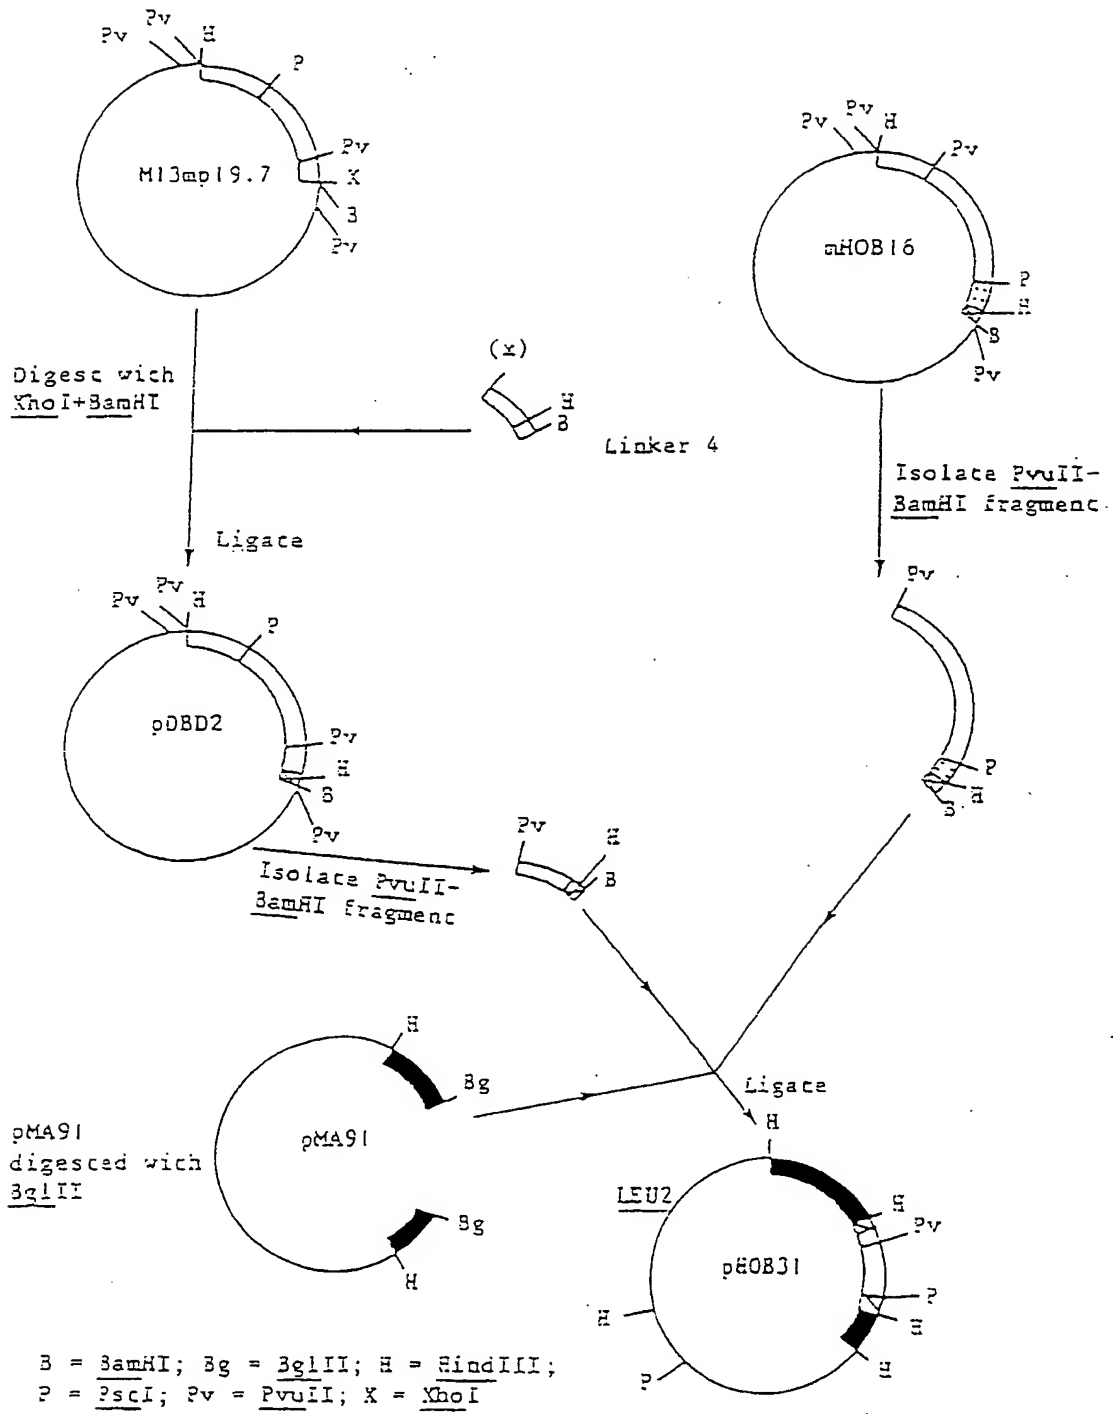 Pv
Pv
H
P
Pv
X
B
Pv
M13mp19.7
Pv
Pv
H
Pv
mHOB16
P
H
B
Pv
Digest with
XhoI+BamHI
(x)
H
B
Linker 4
Isolate PvuII-
BamHI fragment
Ligate
Pv
Pv
Pv
H
P
pDBD2
Pv
H
B
Pv
P
H
B
Isolate PvuII-
BamHI fragment
Pv
H
B
H
Bg
pMA91
Bg
H
pMA91
digested with
BglII
Ligate
H
LEU2
H
Pv
pHOB31
P
H
H
H
P
B = BamHI; Bg = BglII; H = HindIII;
P = PstI; Pv = PvuII; X = XhoI